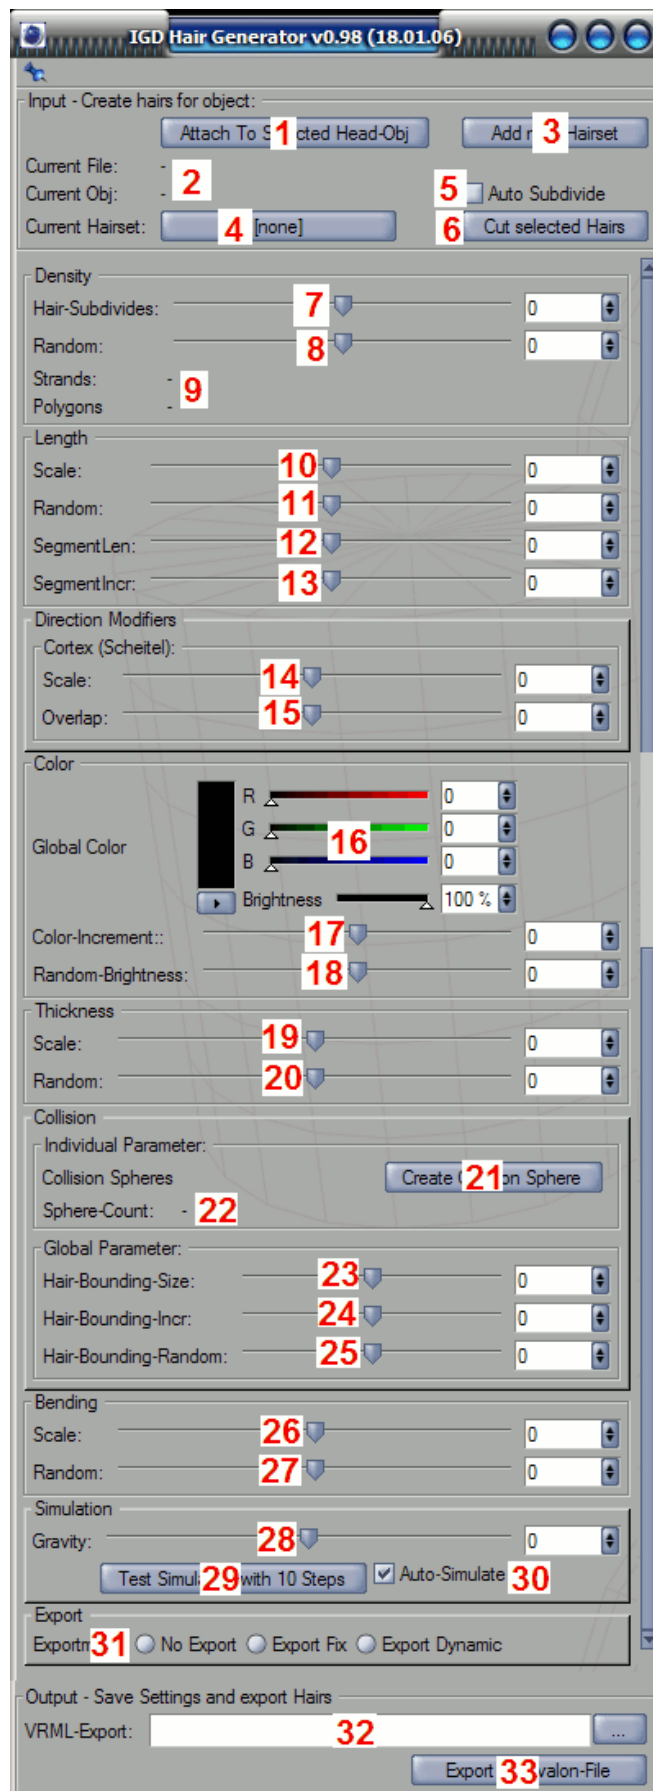 IGD Hair Generator v0.98 (18.01.06)
Input - Create hairs for object:
Attach To 1 cted Head-Obj Add 3 Hairset
Current File: -
2
Current Obj: - 5 Auto Subdivide
Current Hairset: 4 [none] 6 Cut selected Hairs
Density
Hair-Subdivides: 7 0
Random: 8 0
Strands: -
9
Polygons -
Length
Scale: 10 0
Random: 11 0
SegmentLen: 12 0
SegmentIncr: 13 0
Direction Modifiers
Cortex (Scheitel):
Scale: 14 0
Overlap: 15 0
Color
R 0
G 0
Global Color 16
B 0
Brightness 100 %
Color-Increment:: 17 0
Random-Brightness: 18 0
Thickness
Scale: 19 0
Random: 20 0
Collision
Individual Parameter:
Collision Spheres Create 21 on Sphere
Sphere-Count: - 22
Global Parameter:
Hair-Bounding-Size: 23 0
Hair-Bounding-Incr: 24 0
Hair-Bounding-Random: 25 0
Bending
Scale: 26 0
Random: 27 0
Simulation
Gravity: 28 0
Test 29 with 10 Steps Auto-Simulate 30
Export
31 No Export Export Fix Export Dynamic
Output - Save Settings and export Hairs
VRML-Export: 32 ...
Export 33 valon-File